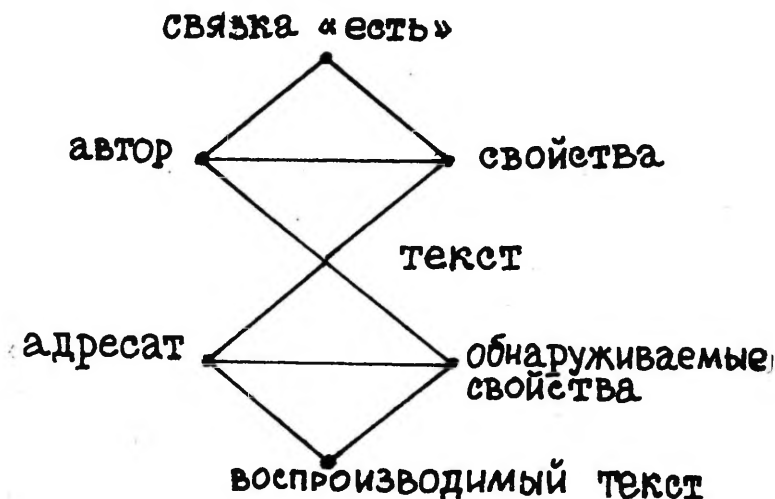 связка «есть»
автор
свойства
текст
адресат
обнаруживаемые
свойства
воспроизводимый текст